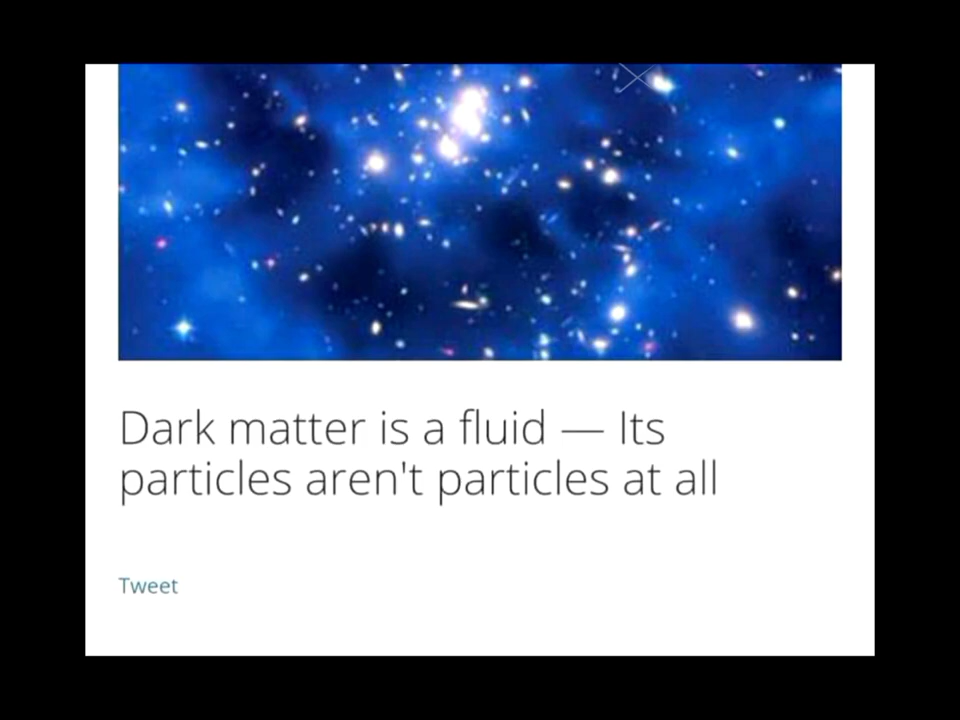 Dark matter is a fluid — Its
particles aren't particles at all
Tweet